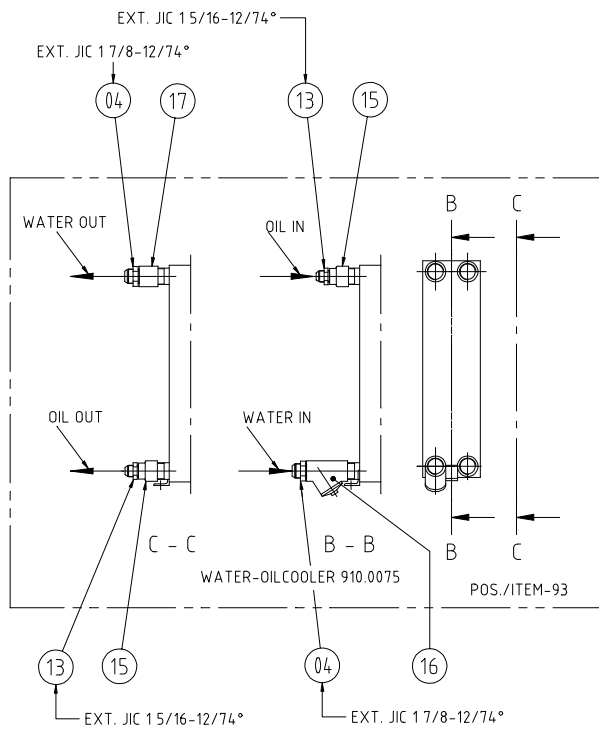 EXT. JIC 1 5/16-12/74°
EXT. JIC 1 7/8-12/74°
04
17
13
15
B
C
WATER OUT
OIL IN
OIL OUT
WATER IN
C - C
B - B
B
C
WATER-OILCOOLER 910.0075
POS./ITEM-93
13
15
04
16
EXT. JIC 1 5/16-12/74°
EXT. JIC 1 7/8-12/74°